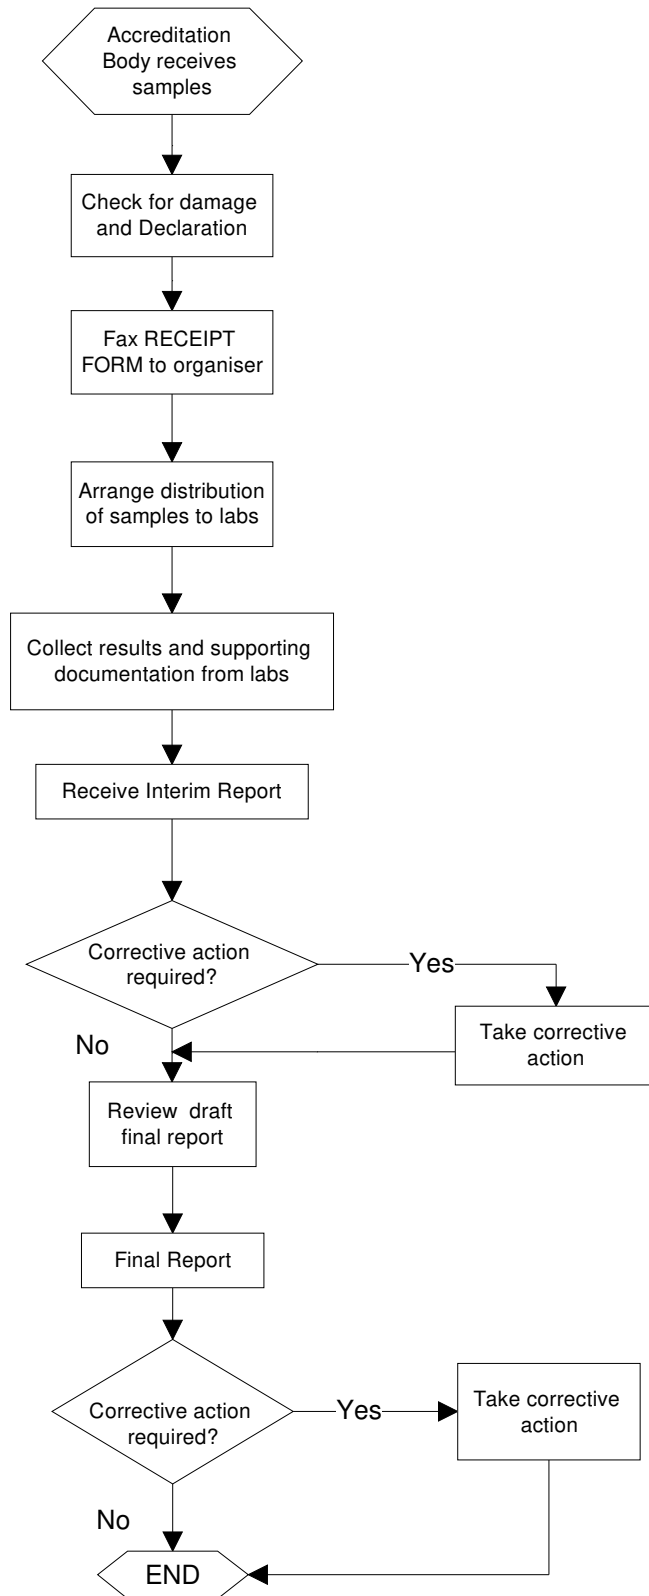 Accreditation
Body receives
samples
Check for damage
and Declaration
Fax RECEIPT
FORM to organiser
Arrange distribution
of samples to labs
Collect results and supporting
documentation from labs
Receive Interim Report
Corrective action
required?
Yes
Take corrective
action
No
Review draft
final report
Final Report
Corrective action
required?
Yes
Take corrective
action
No
END